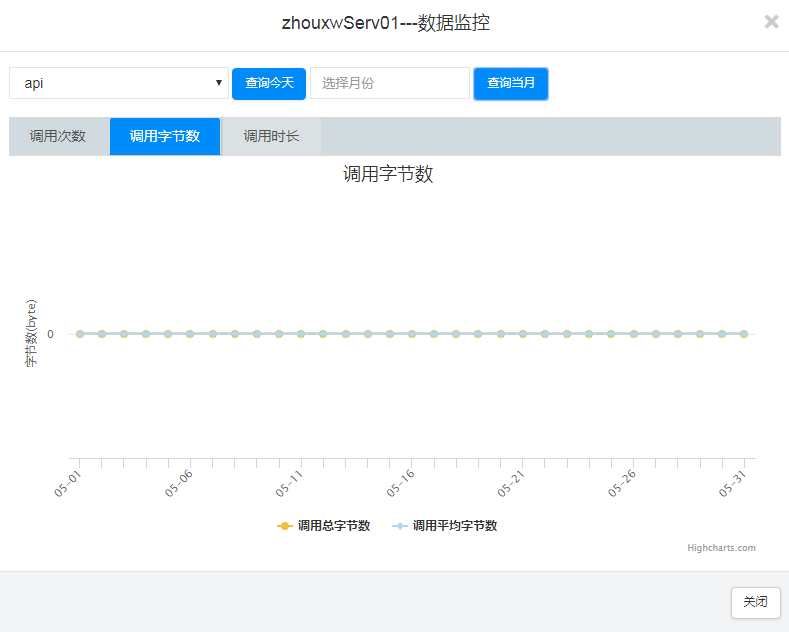 zhouxwServ01---数据监控
×
api 查询今天 选择月份 查询当月
调用次数 调用字节数 调用时长
调用字节数
字节数(byte)
0
05-01 05-06 05-11 05-16 05-21 05-26 05-31
调用总字节数 调用平均字节数
Highcharts.com
关闭